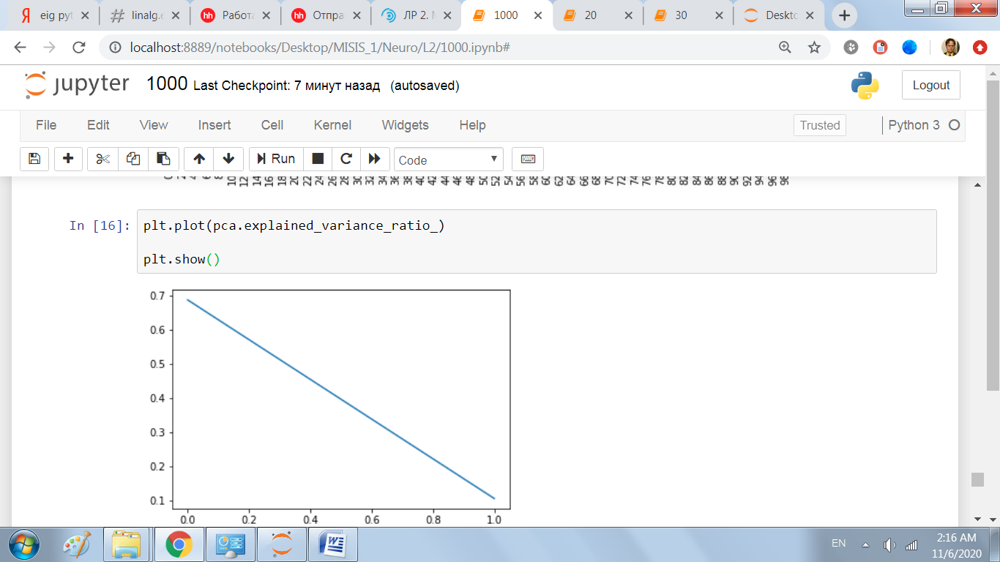 eig pyt
linalg.e
hh Работа
hh Отпра
ЛР 2. М
1000
20
30
Deskto
localhost:8889/notebooks/Desktop/MISIS_1/Neuro/L2/1000.ipynb#
jupyter 1000 Last Checkpoint: 7 минут назад (autosaved)
Logout
File Edit View Insert Cell Kernel Widgets Help
Trusted
Python 3
Run
Code
10 12 14 16 18 20 22 24 26 28 30 32 34 36 38 40 42 44 46 48 50 52 54 56 58 60 62 64 66 68 70 72 74 76 78 80 82 84 86 88 90 92 94 96 98
In [16]: plt.plot(pca.explained_variance_ratio_)
plt.show()
0.7
0.6
0.5
0.4
0.3
0.2
0.1
0.0 0.2 0.4 0.6 0.8 1.0
EN
2:16 AM
11/6/2020